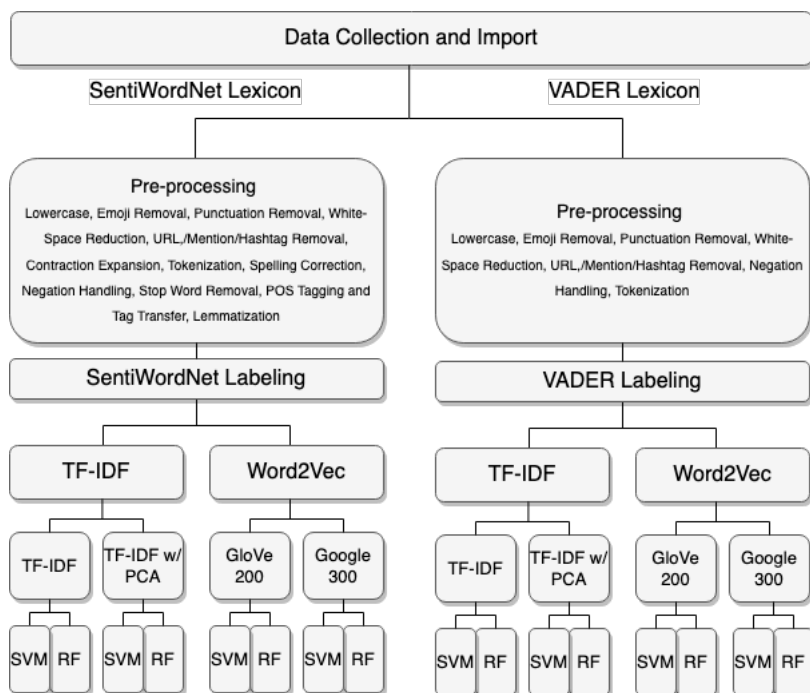 Data Collection and Import
SentiWordNet Lexicon
VADER Lexicon
Pre-processing
Lowercase, Emoji Removal, Punctuation Removal, White-
Space Reduction, URL,/Mention/Hashtag Removal,
Contraction Expansion, Tokenization, Spelling Correction,
Negation Handling, Stop Word Removal, POS Tagging and
Tag Transfer, Lemmatization
Pre-processing
Lowercase, Emoji Removal, Punctuation Removal, White-
Space Reduction, URL,/Mention/Hashtag Removal, Negation
Handling, Tokenization
SentiWordNet Labeling
VADER Labeling
TF-IDF
Word2Vec
TF-IDF
Word2Vec
TF-IDF
TF-IDF w/
PCA
GloVe
200
Google
300
TF-IDF
TF-IDF w/
PCA
GloVe
200
Google
300
SVM
RF
SVM
RF
SVM
RF
SVM
RF
SVM
RF
SVM
RF
SVM
RF
SVM
RF